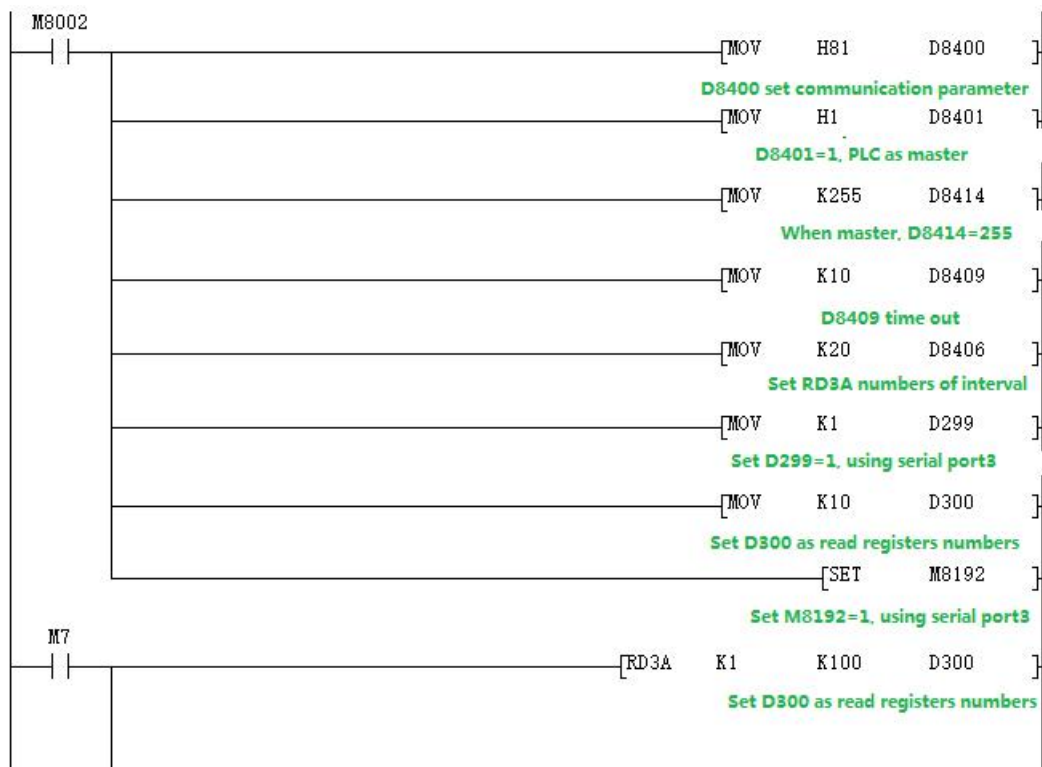 M8002
[MOV H81 D8400 ]
D8400 set communication parameter
[MOV H1 D8401 ]
D8401=1, PLC as master
[MOV K255 D8414 ]
When master, D8414=255
[MOV K10 D8409 ]
D8409 time out
[MOV K20 D8406 ]
Set RD3A numbers of interval
[MOV K1 D299 ]
Set D299=1, using serial port3
[MOV K10 D300 ]
Set D300 as read registers numbers
[SET M8192 ]
Set M8192=1, using serial port3
M7
[RD3A K1 K100 D300 ]
Set D300 as read registers numbers